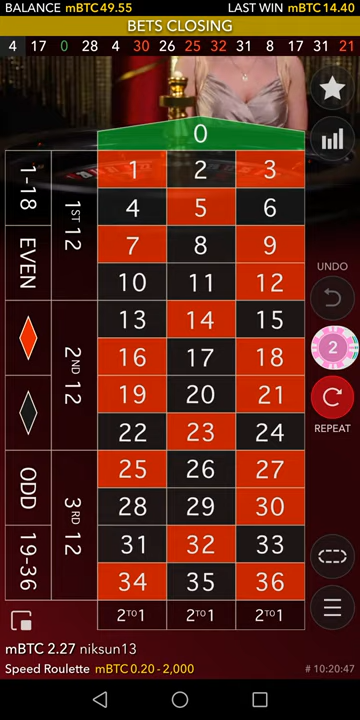 BALANCE mBTC 49.55 LAST WIN mBTC 14.40
BETS CLOSING
4 17 0 28 4 30 26 25 32 31 8 17 31 21
0
1-18 1ST 12 1 2 3
4 5 6
EVEN 7 8 9
10 11 12
UNDO
2ND 12 13 14 15
16 17 18
2
19 20 21
REPEAT
22 23 24
ODD 3RD 12 25 26 27
28 29 30
19-36 31 32 33
34 35 36
2TO1 2TO1 2TO1
mBTC 2.27 niksun13
Speed Roulette mBTC 0.20 - 2,000 # 10:20:47